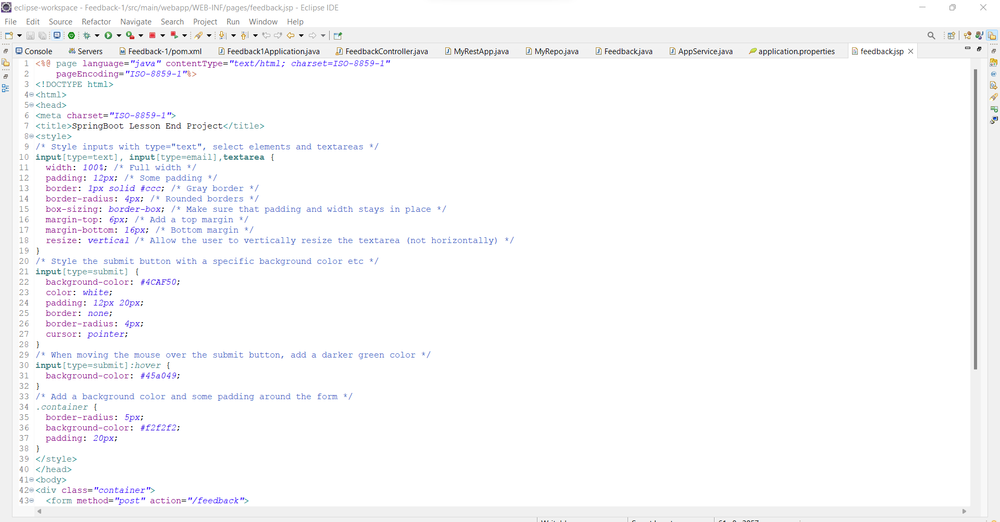 eclipse-workspace - Feedback-1/src/main/webapp/WEB-INF/pages/feedback.jsp - Eclipse IDE
File Edit Source Refactor Navigate Search Project Run Window Help
Console Servers Feedback-1/pom.xml Feedback1Application.java FeedbackController.java MyRestApp.java MyRepo.java Feedback.java AppService.java application.properties feedback.jsp
1 <%@ page language="java" contentType="text/html; charset=ISO-8859-1"
2     pageEncoding="ISO-8859-1"%>
3 <!DOCTYPE html>
4 <html>
5 <head>
6 <meta charset="ISO-8859-1">
7 <title>SpringBoot Lesson End Project</title>
8 <style>
9 /* Style inputs with type="text", select elements and textareas */
10 input[type=text], input[type=email],textarea {
11   width: 100%; /* Full width */
12   padding: 12px; /* Some padding */
13   border: 1px solid #ccc; /* Gray border */
14   border-radius: 4px; /* Rounded borders */
15   box-sizing: border-box; /* Make sure that padding and width stays in place */
16   margin-top: 6px; /* Add a top margin */
17   margin-bottom: 16px; /* Bottom margin */
18   resize: vertical /* Allow the user to vertically resize the textarea (not horizontally) */
19 }
20 /* Style the submit button with a specific background color etc */
21 input[type=submit] {
22   background-color: #4CAF50;
23   color: white;
24   padding: 12px 20px;
25   border: none;
26   border-radius: 4px;
27   cursor: pointer;
28 }
29 /* When moving the mouse over the submit button, add a darker green color */
30 input[type=submit]:hover {
31   background-color: #45a049;
32 }
33 /* Add a background color and some padding around the form */
34 .container {
35   border-radius: 5px;
36   background-color: #f2f2f2;
37   padding: 20px;
38 }
39 </style>
40 </head>
41 <body>
42 <div class="container">
43   <form method="post" action="/feedback">